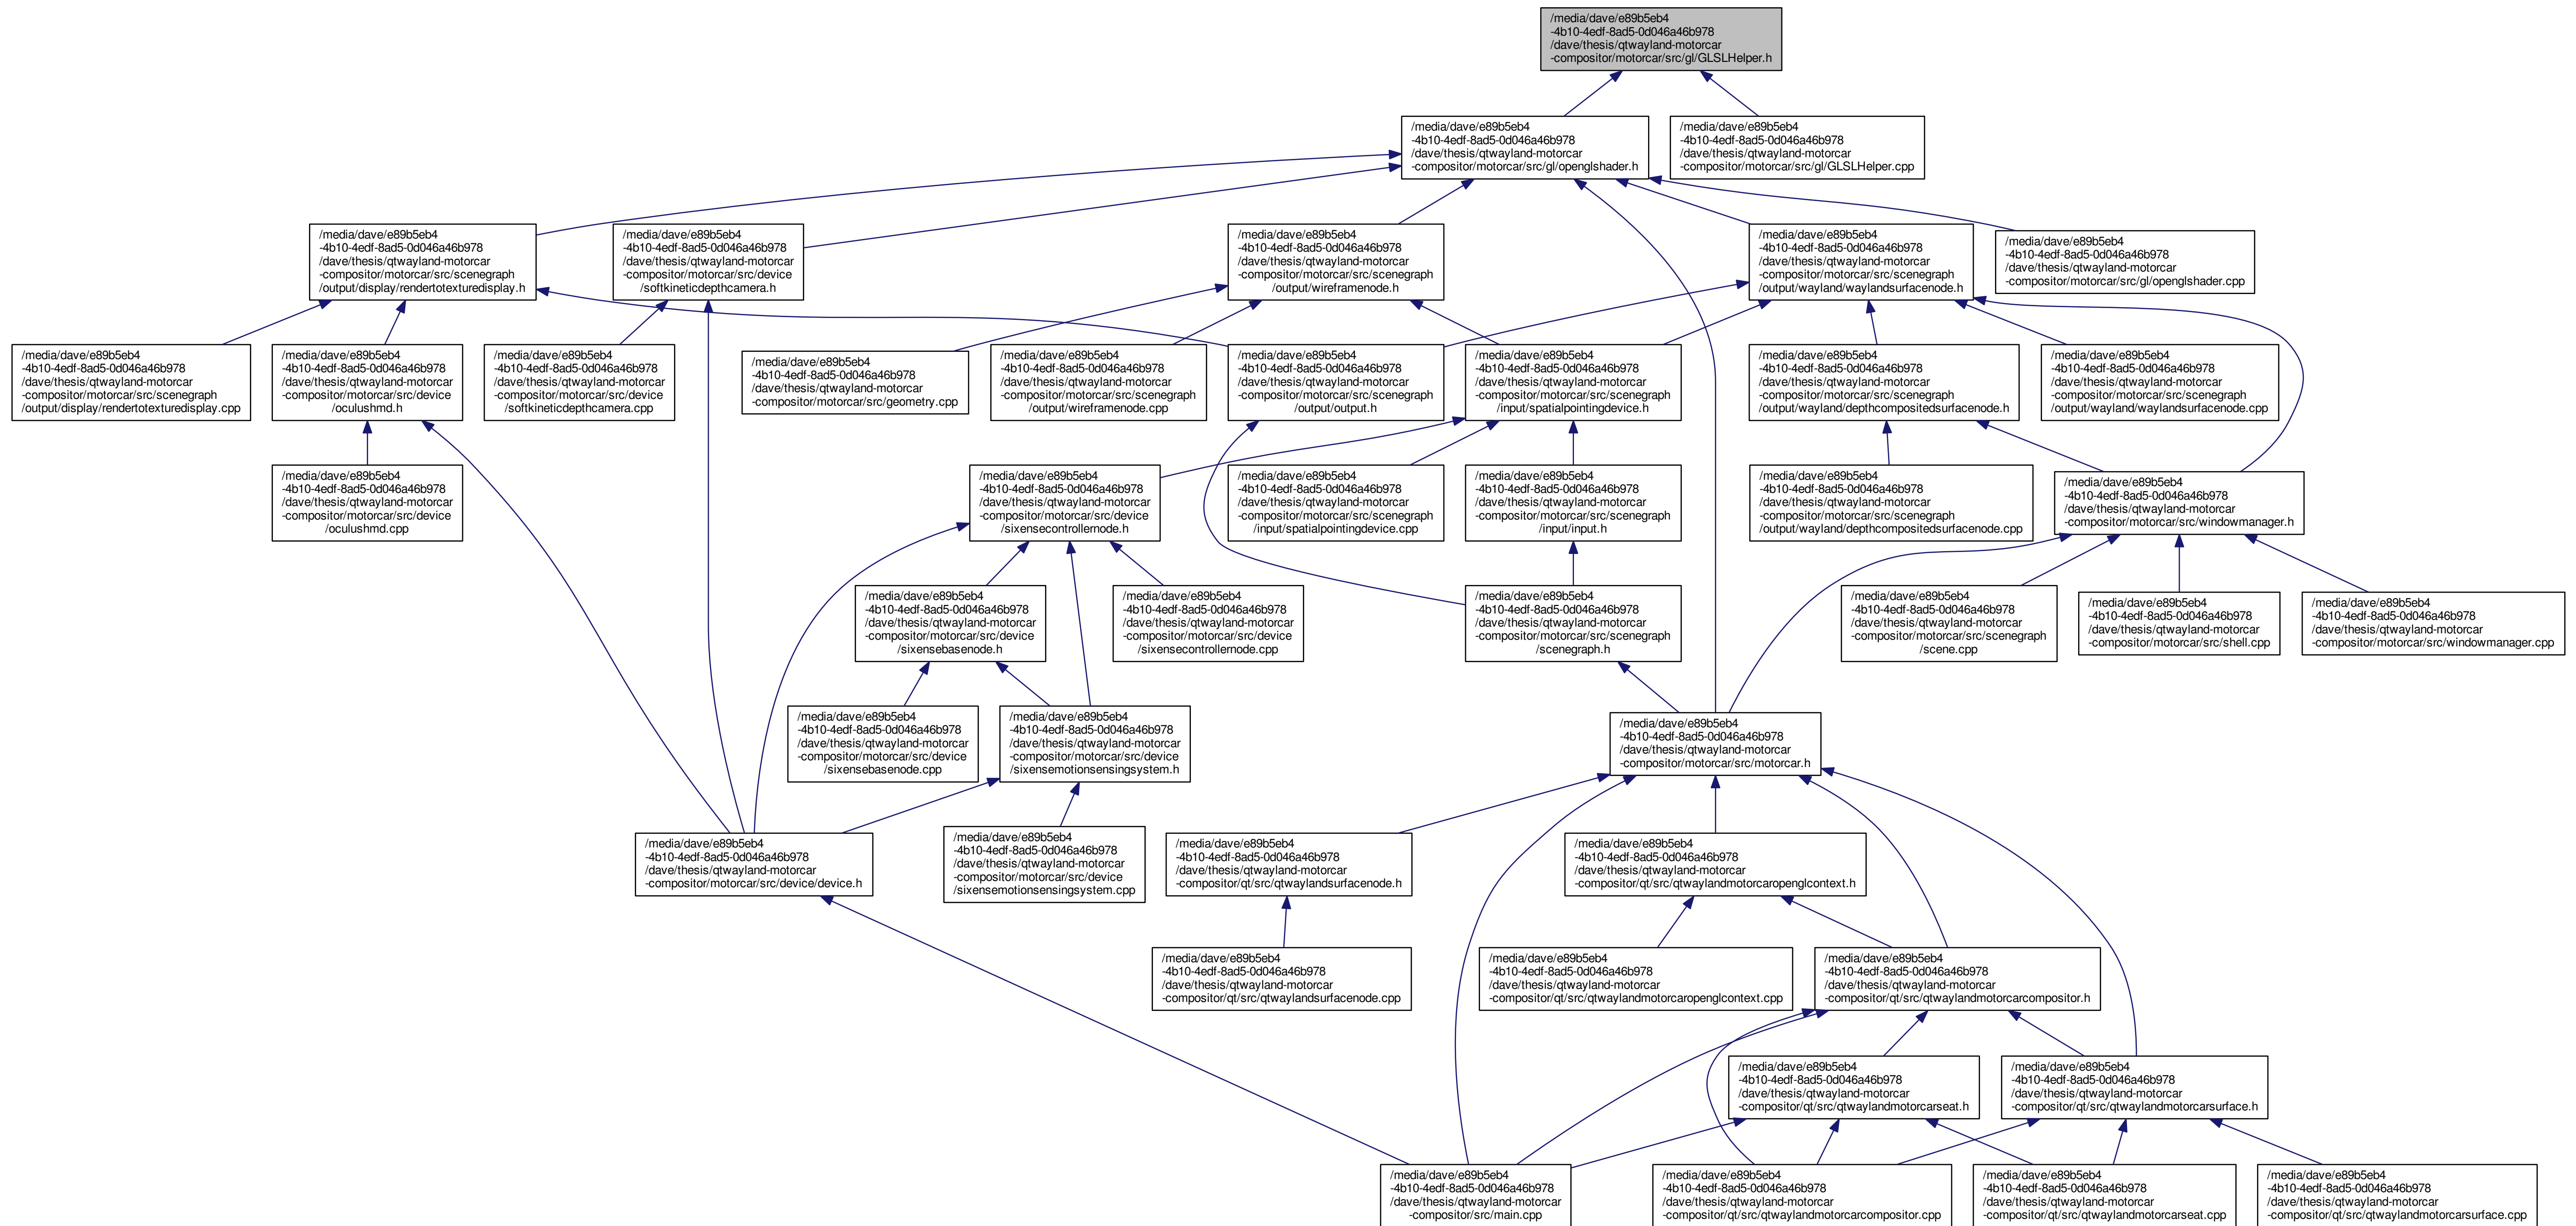 /media/dave/e89b5eb4
-4b10-4edf-8ad5-0d046a46b978
/dave/thesis/qtwayland-motorcar
-compositor/motorcar/src/gl/GLSLHelper.h
/media/dave/e89b5eb4
-4b10-4edf-8ad5-0d046a46b978
/dave/thesis/qtwayland-motorcar
-compositor/motorcar/src/gl/openglshader.h
/media/dave/e89b5eb4
-4b10-4edf-8ad5-0d046a46b978
/dave/thesis/qtwayland-motorcar
-compositor/motorcar/src/gl/GLSLHelper.cpp
/media/dave/e89b5eb4
-4b10-4edf-8ad5-0d046a46b978
/dave/thesis/qtwayland-motorcar
-compositor/motorcar/src/scenegraph
/output/display/rendertotexturedisplay.h
/media/dave/e89b5eb4
-4b10-4edf-8ad5-0d046a46b978
/dave/thesis/qtwayland-motorcar
-compositor/motorcar/src/device
/softkineticdepthcamera.h
/media/dave/e89b5eb4
-4b10-4edf-8ad5-0d046a46b978
/dave/thesis/qtwayland-motorcar
-compositor/motorcar/src/scenegraph
/output/wireframenode.h
/media/dave/e89b5eb4
-4b10-4edf-8ad5-0d046a46b978
/dave/thesis/qtwayland-motorcar
-compositor/motorcar/src/scenegraph
/output/wayland/waylandsurfacenode.h
/media/dave/e89b5eb4
-4b10-4edf-8ad5-0d046a46b978
/dave/thesis/qtwayland-motorcar
-compositor/motorcar/src/gl/openglshader.cpp
/media/dave/e89b5eb4
-4b10-4edf-8ad5-0d046a46b978
/dave/thesis/qtwayland-motorcar
-compositor/motorcar/src/scenegraph
/output/display/rendertotexturedisplay.cpp
/media/dave/e89b5eb4
-4b10-4edf-8ad5-0d046a46b978
/dave/thesis/qtwayland-motorcar
-compositor/motorcar/src/device
/oculushmd.h
/media/dave/e89b5eb4
-4b10-4edf-8ad5-0d046a46b978
/dave/thesis/qtwayland-motorcar
-compositor/motorcar/src/device
/softkineticdepthcamera.cpp
/media/dave/e89b5eb4
-4b10-4edf-8ad5-0d046a46b978
/dave/thesis/qtwayland-motorcar
-compositor/motorcar/src/geometry.cpp
/media/dave/e89b5eb4
-4b10-4edf-8ad5-0d046a46b978
/dave/thesis/qtwayland-motorcar
-compositor/motorcar/src/scenegraph
/output/wireframenode.cpp
/media/dave/e89b5eb4
-4b10-4edf-8ad5-0d046a46b978
/dave/thesis/qtwayland-motorcar
-compositor/motorcar/src/scenegraph
/output/output.h
/media/dave/e89b5eb4
-4b10-4edf-8ad5-0d046a46b978
/dave/thesis/qtwayland-motorcar
-compositor/motorcar/src/scenegraph
/input/spatialpointingdevice.h
/media/dave/e89b5eb4
-4b10-4edf-8ad5-0d046a46b978
/dave/thesis/qtwayland-motorcar
-compositor/motorcar/src/scenegraph
/output/wayland/depthcompositedsurfacenode.h
/media/dave/e89b5eb4
-4b10-4edf-8ad5-0d046a46b978
/dave/thesis/qtwayland-motorcar
-compositor/motorcar/src/scenegraph
/output/wayland/waylandsurfacenode.cpp
/media/dave/e89b5eb4
-4b10-4edf-8ad5-0d046a46b978
/dave/thesis/qtwayland-motorcar
-compositor/motorcar/src/device
/oculushmd.cpp
/media/dave/e89b5eb4
-4b10-4edf-8ad5-0d046a46b978
/dave/thesis/qtwayland-motorcar
-compositor/motorcar/src/device
/sixensecontrollernode.h
/media/dave/e89b5eb4
-4b10-4edf-8ad5-0d046a46b978
/dave/thesis/qtwayland-motorcar
-compositor/motorcar/src/scenegraph
/input/spatialpointingdevice.cpp
/media/dave/e89b5eb4
-4b10-4edf-8ad5-0d046a46b978
/dave/thesis/qtwayland-motorcar
-compositor/motorcar/src/scenegraph
/input/input.h
/media/dave/e89b5eb4
-4b10-4edf-8ad5-0d046a46b978
/dave/thesis/qtwayland-motorcar
-compositor/motorcar/src/scenegraph
/output/wayland/depthcompositedsurfacenode.cpp
/media/dave/e89b5eb4
-4b10-4edf-8ad5-0d046a46b978
/dave/thesis/qtwayland-motorcar
-compositor/motorcar/src/windowmanager.h
/media/dave/e89b5eb4
-4b10-4edf-8ad5-0d046a46b978
/dave/thesis/qtwayland-motorcar
-compositor/motorcar/src/device
/sixensebasenode.h
/media/dave/e89b5eb4
-4b10-4edf-8ad5-0d046a46b978
/dave/thesis/qtwayland-motorcar
-compositor/motorcar/src/device
/sixensecontrollernode.cpp
/media/dave/e89b5eb4
-4b10-4edf-8ad5-0d046a46b978
/dave/thesis/qtwayland-motorcar
-compositor/motorcar/src/scenegraph
/scenegraph.h
/media/dave/e89b5eb4
-4b10-4edf-8ad5-0d046a46b978
/dave/thesis/qtwayland-motorcar
-compositor/motorcar/src/scenegraph
/scene.cpp
/media/dave/e89b5eb4
-4b10-4edf-8ad5-0d046a46b978
/dave/thesis/qtwayland-motorcar
-compositor/motorcar/src/shell.cpp
/media/dave/e89b5eb4
-4b10-4edf-8ad5-0d046a46b978
/dave/thesis/qtwayland-motorcar
-compositor/motorcar/src/windowmanager.cpp
/media/dave/e89b5eb4
-4b10-4edf-8ad5-0d046a46b978
/dave/thesis/qtwayland-motorcar
-compositor/motorcar/src/device
/sixensebasenode.cpp
/media/dave/e89b5eb4
-4b10-4edf-8ad5-0d046a46b978
/dave/thesis/qtwayland-motorcar
-compositor/motorcar/src/device
/sixensemotionsensingsystem.h
/media/dave/e89b5eb4
-4b10-4edf-8ad5-0d046a46b978
/dave/thesis/qtwayland-motorcar
-compositor/motorcar/src/motorcar.h
/media/dave/e89b5eb4
-4b10-4edf-8ad5-0d046a46b978
/dave/thesis/qtwayland-motorcar
-compositor/motorcar/src/device/device.h
/media/dave/e89b5eb4
-4b10-4edf-8ad5-0d046a46b978
/dave/thesis/qtwayland-motorcar
-compositor/motorcar/src/device
/sixensemotionsensingsystem.cpp
/media/dave/e89b5eb4
-4b10-4edf-8ad5-0d046a46b978
/dave/thesis/qtwayland-motorcar
-compositor/qt/src/qtwaylandsurfacenode.h
/media/dave/e89b5eb4
-4b10-4edf-8ad5-0d046a46b978
/dave/thesis/qtwayland-motorcar
-compositor/qt/src/qtwaylandmotorcaropenglcontext.h
/media/dave/e89b5eb4
-4b10-4edf-8ad5-0d046a46b978
/dave/thesis/qtwayland-motorcar
-compositor/qt/src/qtwaylandsurfacenode.cpp
/media/dave/e89b5eb4
-4b10-4edf-8ad5-0d046a46b978
/dave/thesis/qtwayland-motorcar
-compositor/qt/src/qtwaylandmotorcaropenglcontext.cpp
/media/dave/e89b5eb4
-4b10-4edf-8ad5-0d046a46b978
/dave/thesis/qtwayland-motorcar
-compositor/qt/src/qtwaylandmotorcarcompositor.h
/media/dave/e89b5eb4
-4b10-4edf-8ad5-0d046a46b978
/dave/thesis/qtwayland-motorcar
-compositor/qt/src/qtwaylandmotorcarseat.h
/media/dave/e89b5eb4
-4b10-4edf-8ad5-0d046a46b978
/dave/thesis/qtwayland-motorcar
-compositor/qt/src/qtwaylandmotorcarsurface.h
/media/dave/e89b5eb4
-4b10-4edf-8ad5-0d046a46b978
/dave/thesis/qtwayland-motorcar
-compositor/src/main.cpp
/media/dave/e89b5eb4
-4b10-4edf-8ad5-0d046a46b978
/dave/thesis/qtwayland-motorcar
-compositor/qt/src/qtwaylandmotorcarcompositor.cpp
/media/dave/e89b5eb4
-4b10-4edf-8ad5-0d046a46b978
/dave/thesis/qtwayland-motorcar
-compositor/qt/src/qtwaylandmotorcarseat.cpp
/media/dave/e89b5eb4
-4b10-4edf-8ad5-0d046a46b978
/dave/thesis/qtwayland-motorcar
-compositor/qt/src/qtwaylandmotorcarsurface.cpp